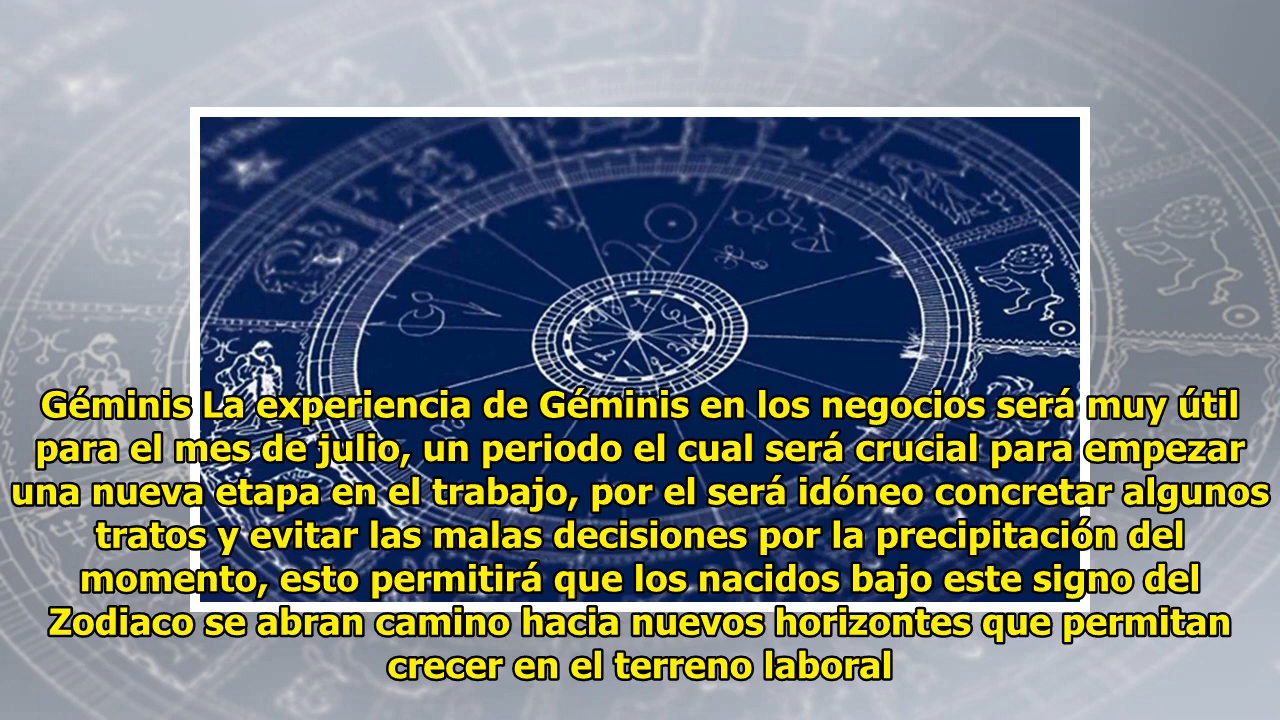 Géminis La experiencia de Géminis en los negocios será muy útil
para el mes de julio, un periodo el cual será crucial para empezar
una nueva etapa en el trabajo, por el será idóneo concretar algunos
tratos y evitar las malas decisiones por la precipitación del
momento, esto permitirá que los nacidos bajo este signo del
Zodiaco se abran camino hacia nuevos horizontes que permitan
crecer en el terreno laboral